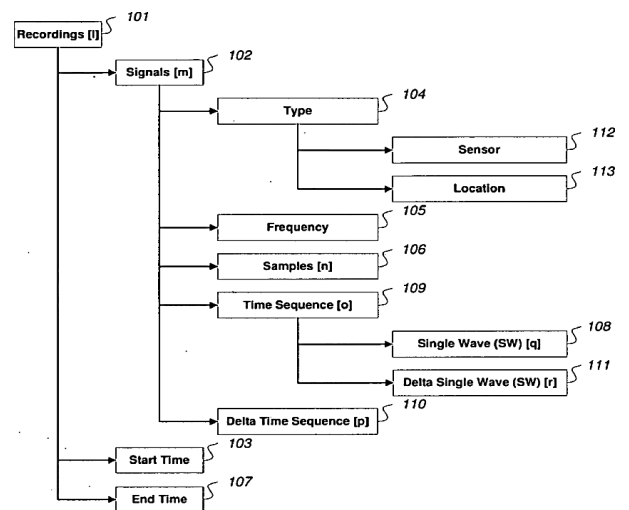 101
Recordings [l]
102
Signals [m]
104
Type
112
Sensor
113
Location
105
Frequency
106
Samples [n]
109
Time Sequence [o]
108
Single Wave (SW) [q]
111
Delta Single Wave (SW) [r]
110
Delta Time Sequence [p]
103
Start Time
107
End Time